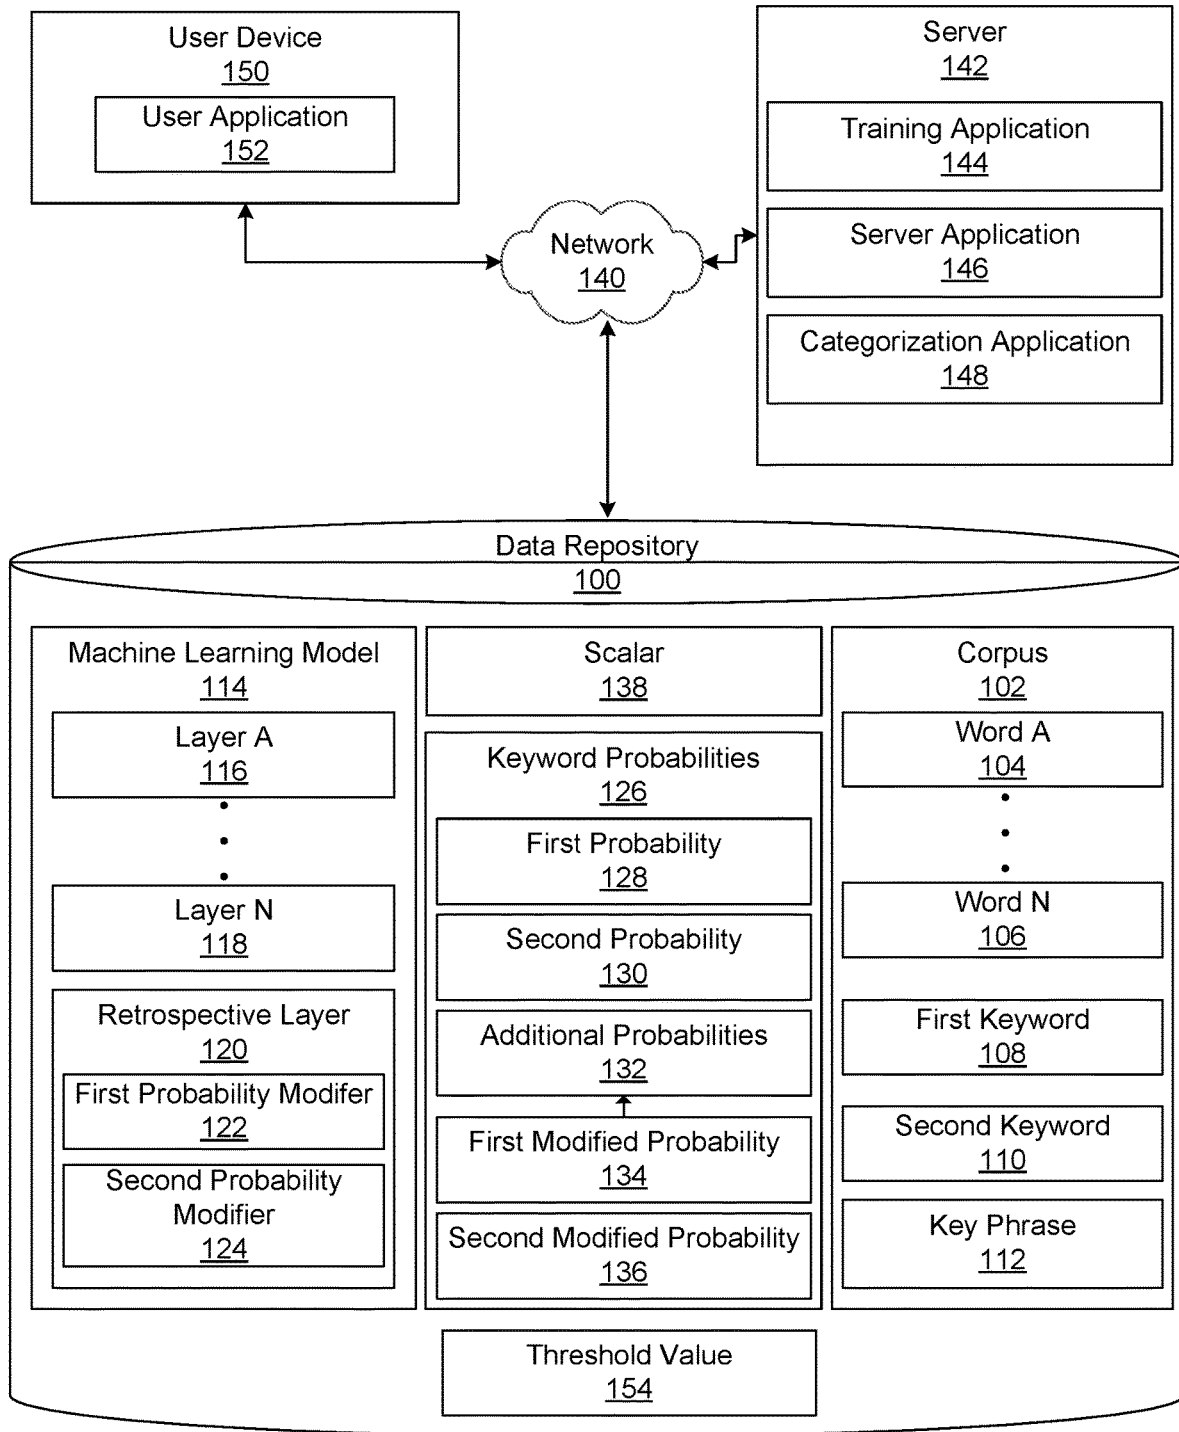 User Device
150
User Application
152
Server
142
Training Application
144
Server Application
146
Categorization Application
148
Network
140
Data Repository
100
Machine Learning Model
114
Layer A
116
Layer N
118
Retrospective Layer
120
First Probability Modifer
122
Second Probability
Modifier
124
Scalar
138
Keyword Probabilities
126
First Probability
128
Second Probability
130
Additional Probabilities
132
First Modified Probability
134
Second Modified Probability
136
Corpus
102
Word A
104
Word N
106
First Keyword
108
Second Keyword
110
Key Phrase
112
Threshold Value
154